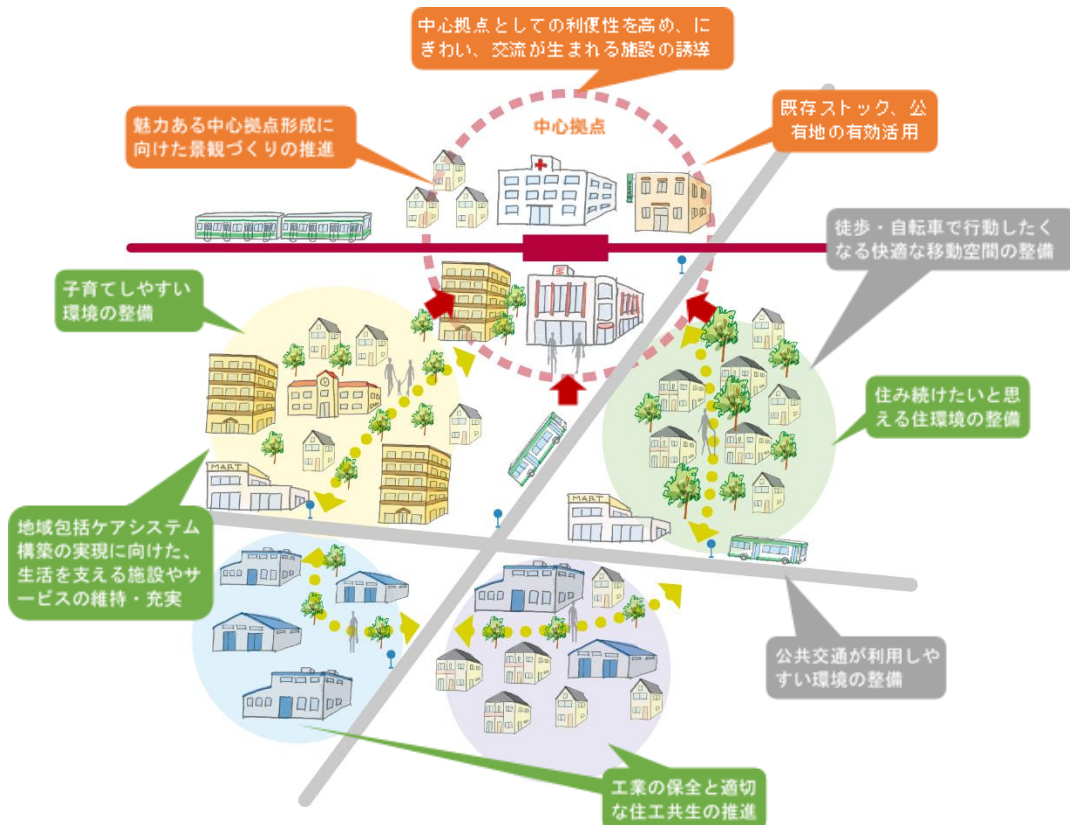 中心拠点としての利便性を高め、に
ぎわい、交流が生まれる施設の誘導
魅力ある中心拠点形成に
向けた景観づくりの推進
中心拠点
既存ストック、公
有地の有効活用
徒歩・自転車で行動したく
なる快適な移動空間の整備
子育てしやすい
環境の整備
住み続けたいと思
える住環境の整備
MART
MART
地域包括ケアシステム
構築の実現に向けた、
生活を支える施設やサ
ービスの維持・充実
公共交通が利用しや
すい環境の整備
工業の保全と適切
な住工共生の推進